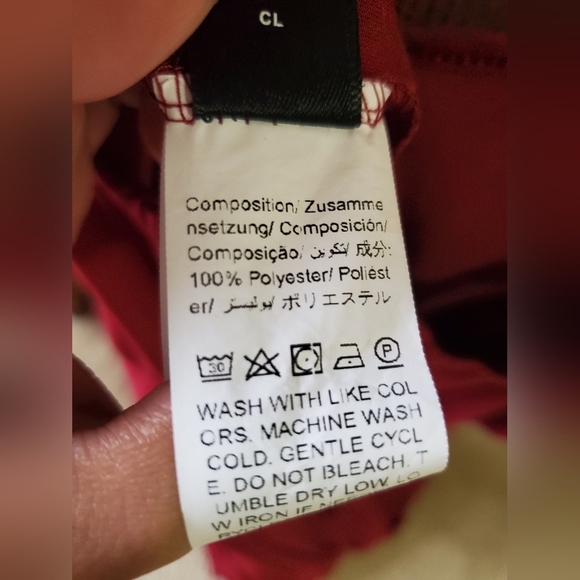 CL
Composition/ Zusamme
nsetzung/ Composición/
Composição/ تكوين/ 成分:
100% Polyester/ Poliést
er/ بوليستر/ ポリエステル
30
P
WASH WITH LIKE COL
ORS. MACHINE WASH
COLD. GENTLE CYCL
E. DO NOT BLEACH. T
UMBLE DRY LOW. LO
W IRON IF